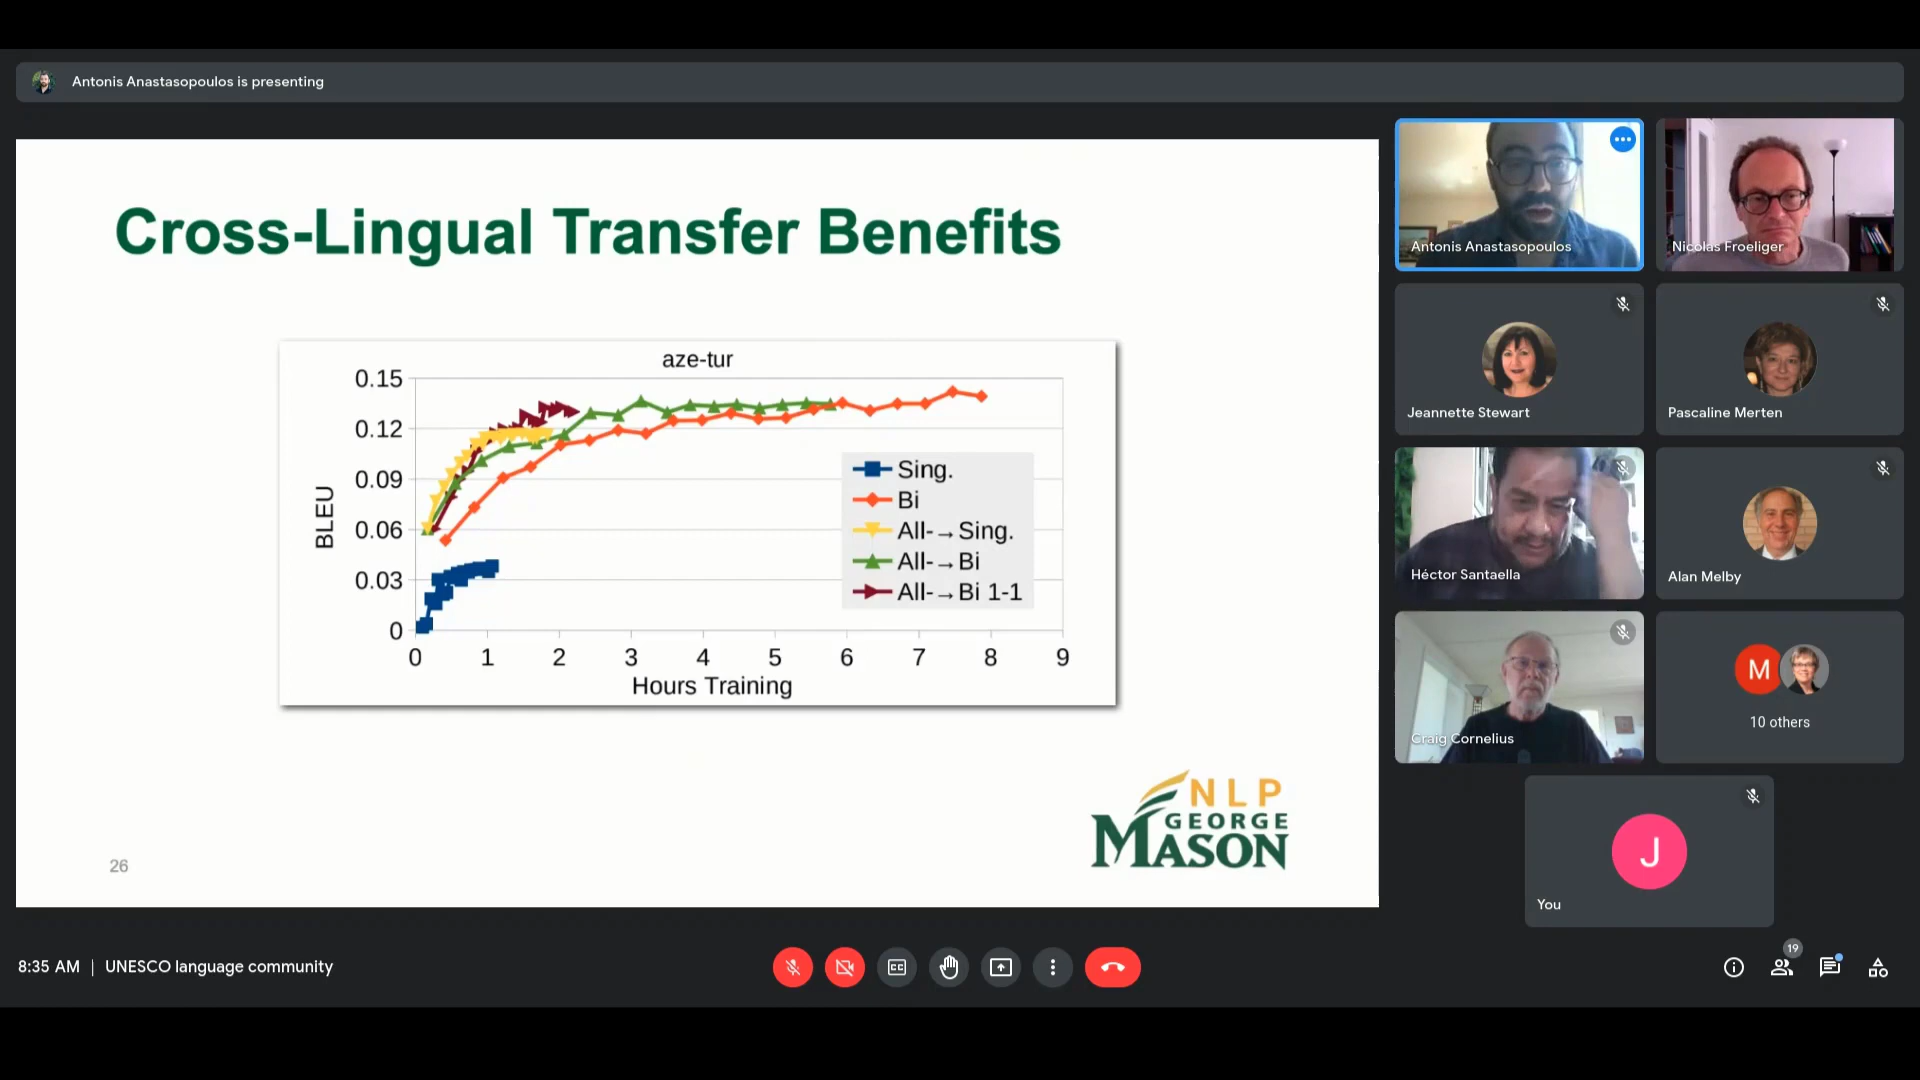 Antonis Anastasopoulos is presenting
Cross-Lingual Transfer Benefits
aze-tur
0.15
0.12
0.09
0.06
0.03
0
BLEU
0 1 2 3 4 5 6 7 8 9
Hours Training
Sing.
Bi
All-→Sing.
All-→Bi
All-→Bi 1-1
NLP
GEORGE
MASON
26
Antonis Anastasopoulos
Nicolas Froeliger
Jeannette Stewart
Pascaline Merten
Héctor Santaella
Alan Melby
Craig Cornelius
M
10 others
J
You
8:35 AM | UNESCO language community
CC
19